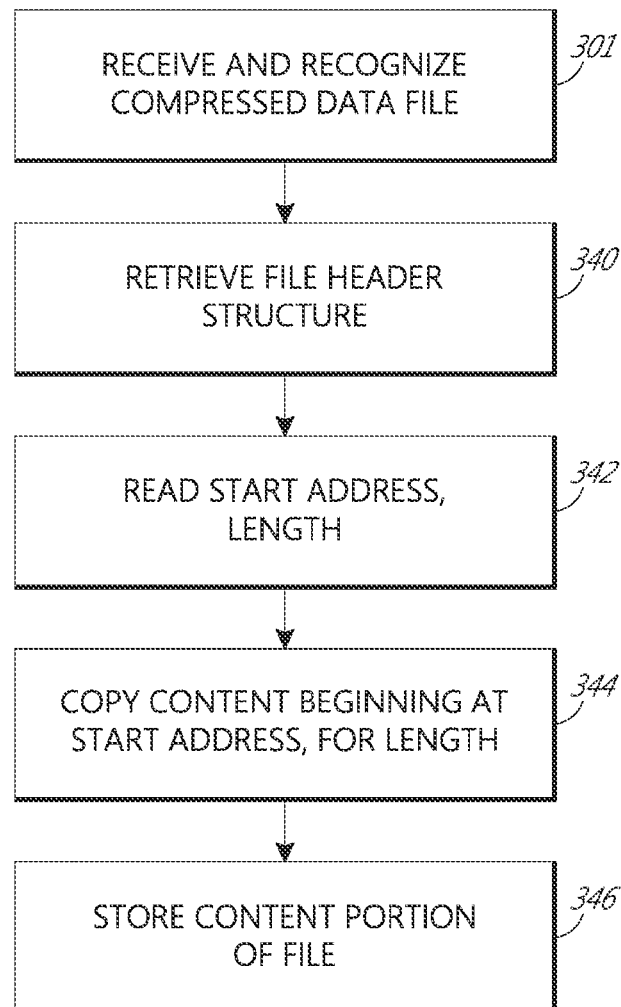 RECEIVE AND RECOGNIZE
COMPRESSED DATA FILE
301
RETRIEVE FILE HEADER
STRUCTURE
340
READ START ADDRESS,
LENGTH
342
COPY CONTENT BEGINNING AT
START ADDRESS, FOR LENGTH
344
STORE CONTENT PORTION
OF FILE
346